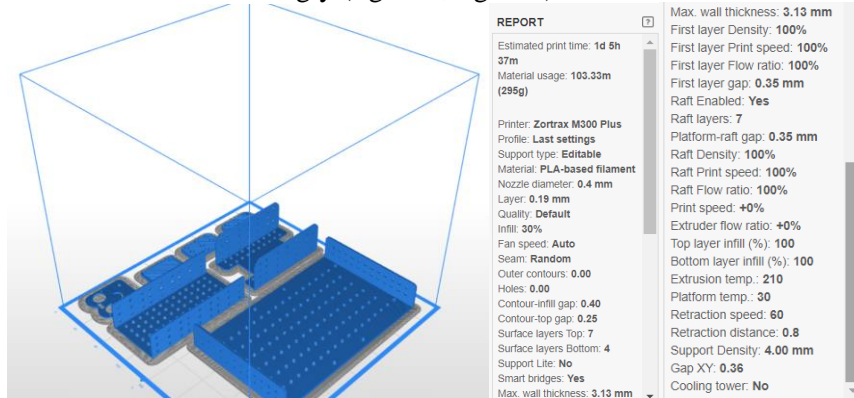 REPORT
?
Estimated print time: 1d 5h
37m
Material usage: 103.33m
(295g)
Printer: Zortrax M300 Plus
Profile: Last settings
Support type: Editable
Material: PLA-based filament
Nozzle diameter: 0.4 mm
Layer: 0.19 mm
Quality: Default
Infill: 30%
Fan speed: Auto
Seam: Random
Outer contours: 0.00
Holes: 0.00
Contour-infill gap: 0.40
Contour-top gap: 0.25
Surface layers Top: 7
Surface layers Bottom: 4
Support Lite: No
Smart bridges: Yes
Max. wall thickness: 3.13 mm
Max. wall thickness: 3.13 mm
First layer Density: 100%
First layer Print speed: 100%
First layer Flow ratio: 100%
First layer gap: 0.35 mm
Raft Enabled: Yes
Raft layers: 7
Platform-raft gap: 0.35 mm
Raft Density: 100%
Raft Print speed: 100%
Raft Flow ratio: 100%
Print speed: +0%
Extruder flow ratio: +0%
Top layer infill (%): 100
Bottom layer infill (%): 100
Extrusion temp.: 210
Platform temp.: 30
Retraction speed: 60
Retraction distance: 0.8
Support Density: 4.00 mm
Gap XY: 0.36
Cooling tower: No